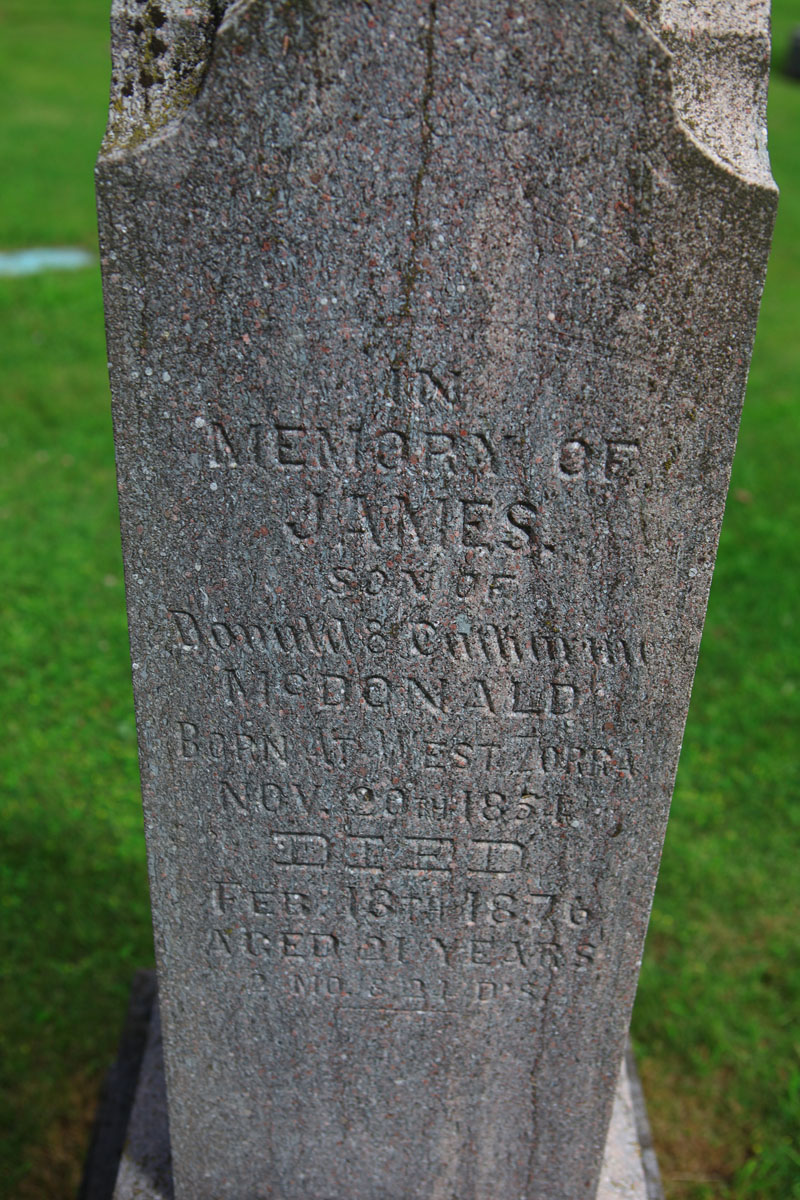 IN
MEMORY OF
JAMES.
SON OF
Donald & Catharine
McDONALD
BORN AT WEST ZORRA
NOV. 20TH 1854
DIED
FEB. 18TH 1876
AGED 21 YEARS
2 MO. & 21 D'S.